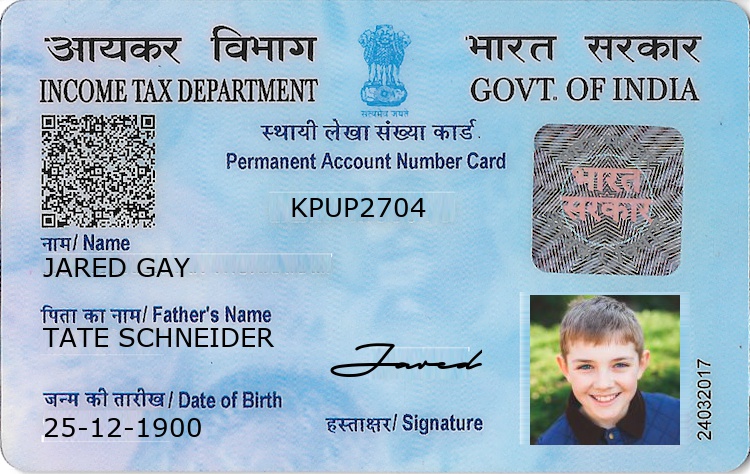 आयकर विभाग
INCOME TAX DEPARTMENT
सत्यमेव जयते
भारत सरकार
GOVT. OF INDIA
स्थायी लेखा संख्या कार्ड
Permanent Account Number Card
KPUP2704
भारत
सरकार
नाम/ Name
JARED GAY
पिता का नाम/ Father's Name
TATE SCHNEIDER
जन्म की तारीख/ Date of Birth
25-12-1900
Jared
हस्ताक्षर/ Signature
24032017